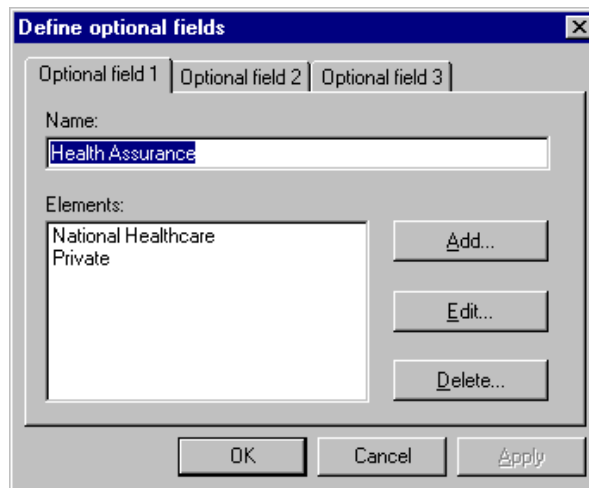 Define optional fields
Optional field 1 Optional field 2 Optional field 3
Name:
Health Assurance
Elements:
National Healthcare
Private
Add...
Edit...
Delete...
OK Cancel Apply